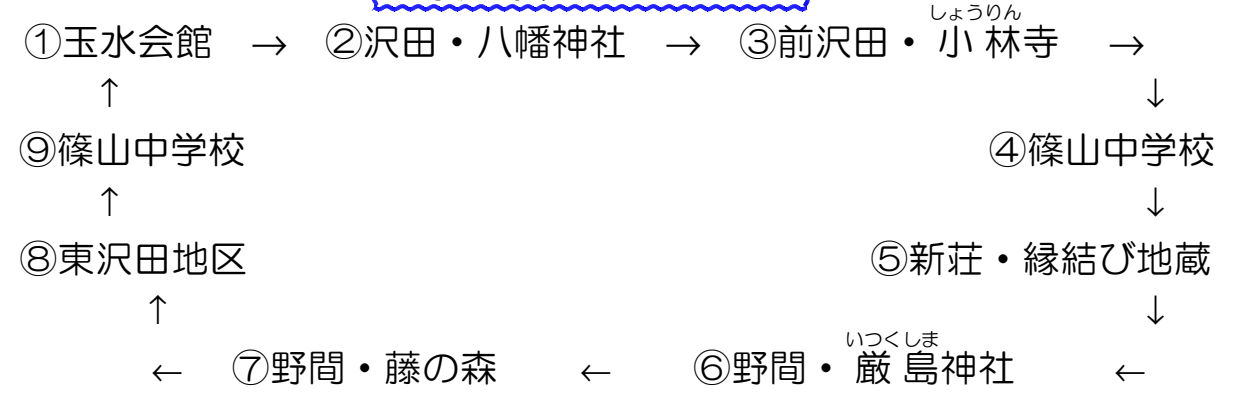 しょうりん
①玉水会館 → ②沢田・八幡神社 → ③前沢田・小林寺 →
↑ ↓
⑨篠山中学校 ④篠山中学校
↑ ↓
⑧東沢田地区 ⑤新荘・縁結び地蔵
↑ ↓
いつくしま
← ⑦野間・藤の森 ← ⑥野間・厳島神社 ←